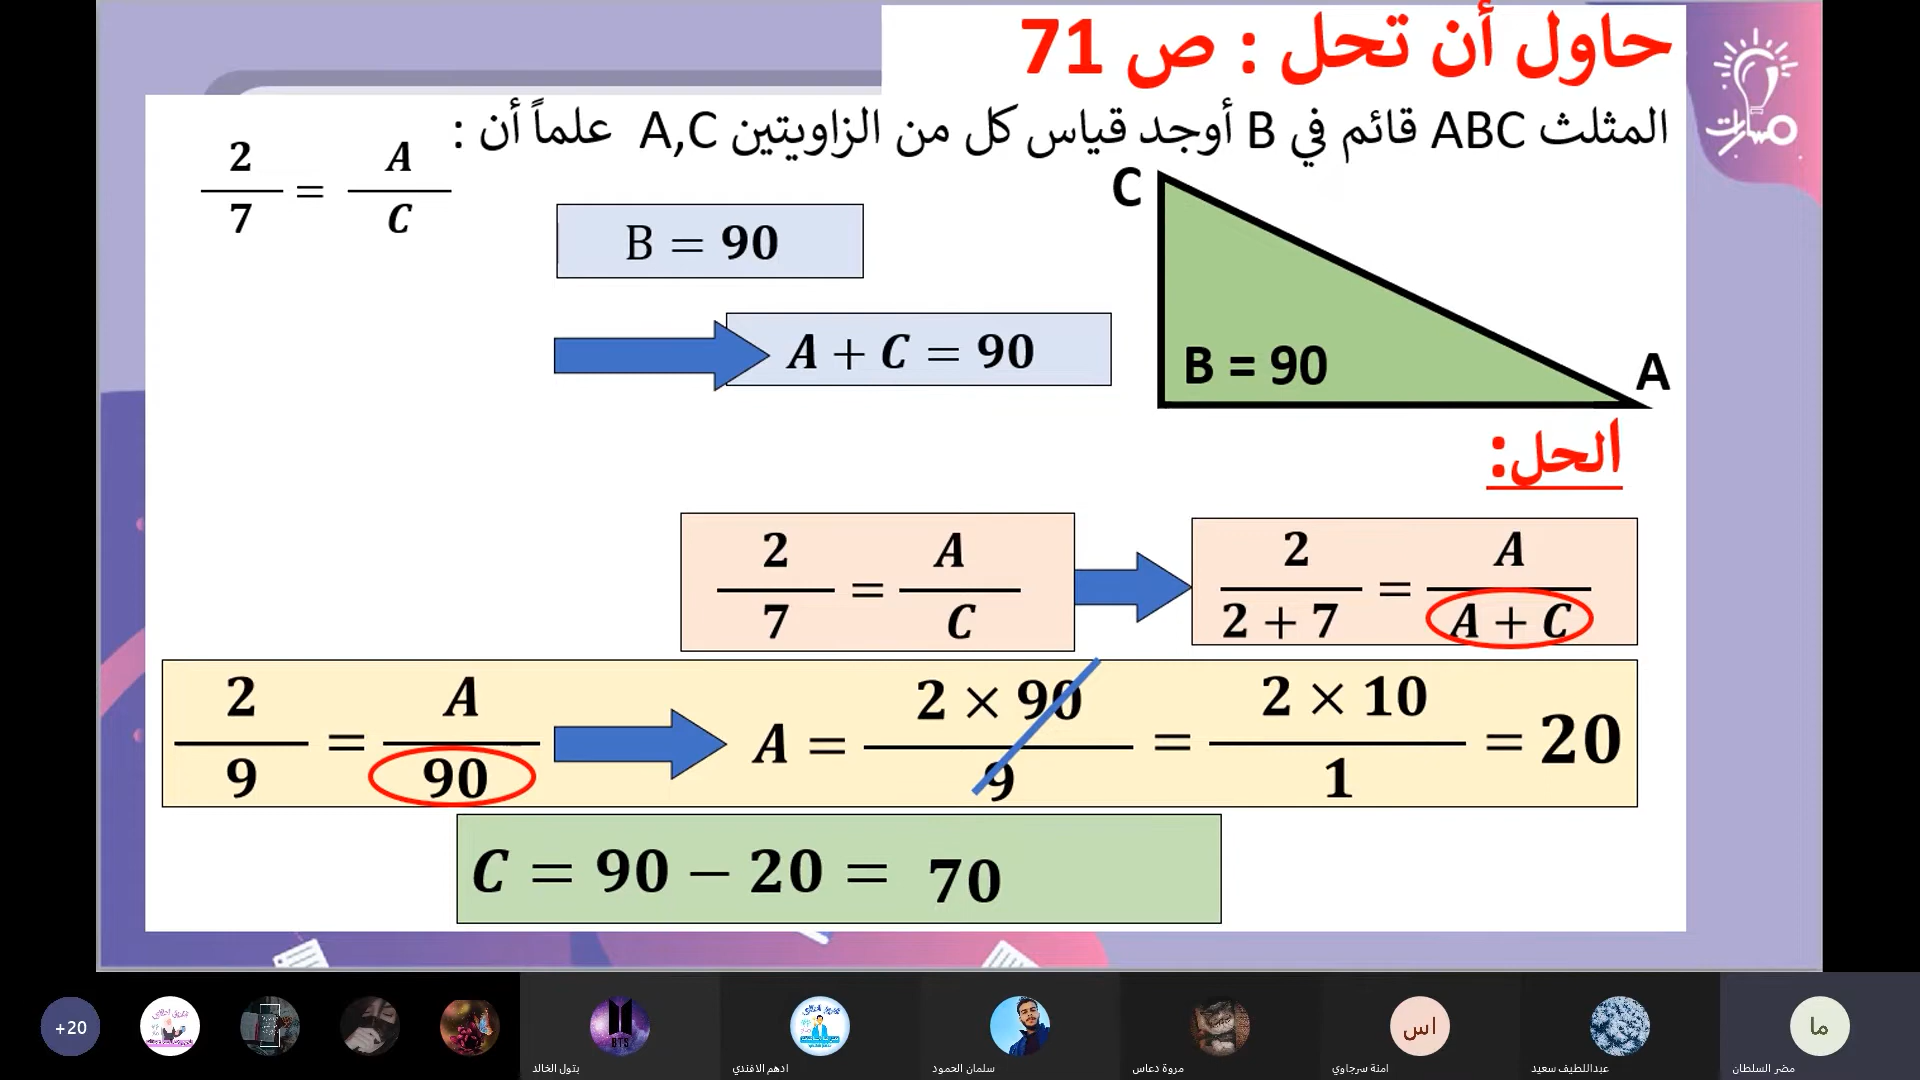 حاول أن تحل : ص 71
المثلث ABC قائم في B أوجد قياس كل من الزاويتين A,C علماً أن :
2/7 = A/C
B = 90
A + C = 90
C
B = 90
A
الحل:
2/7 = A/C
2/(2 + 7) = A/(A + C)
2/9 = A/90
A = (2 × 90)/9 = (2 × 10)/1 = 20
C = 90 − 20 = 70
مسارات
+20
BTS
بتول الخالد
ادهم الافندي
سلمان الحمود
مروة دعاس
اس
امنة سرجاوي
عبداللطيف سعيد
ما
مضر السلطان